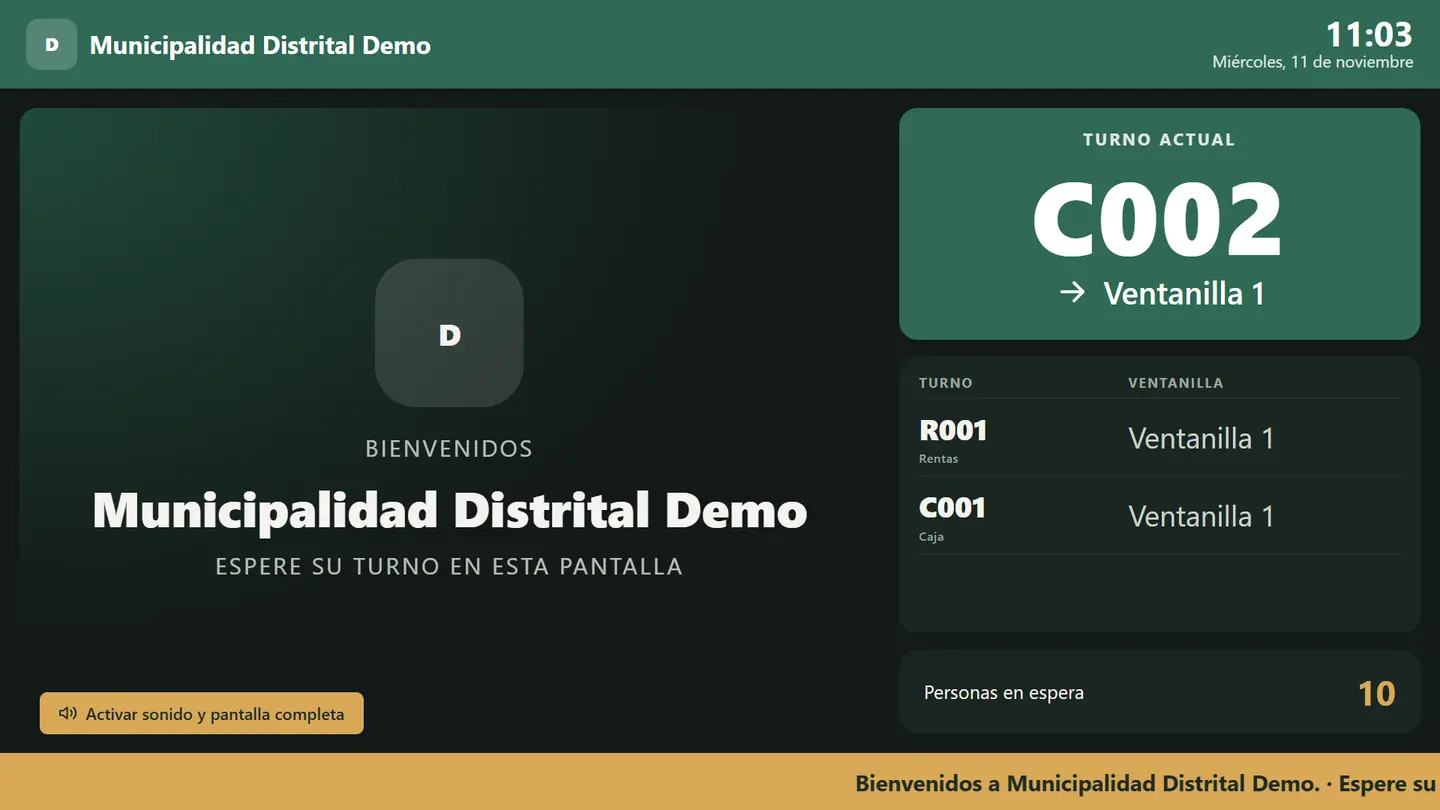 D
Municipalidad Distrital Demo
11:03
Miércoles, 11 de noviembre
D
BIENVENIDOS
Municipalidad Distrital Demo
ESPERE SU TURNO EN ESTA PANTALLA
Activar sonido y pantalla completa
TURNO ACTUAL
C002
→ Ventanilla 1
TURNO VENTANILLA
R001 Ventanilla 1
Rentas
C001 Ventanilla 1
Caja
Personas en espera 10
Bienvenidos a Municipalidad Distrital Demo. · Espere su